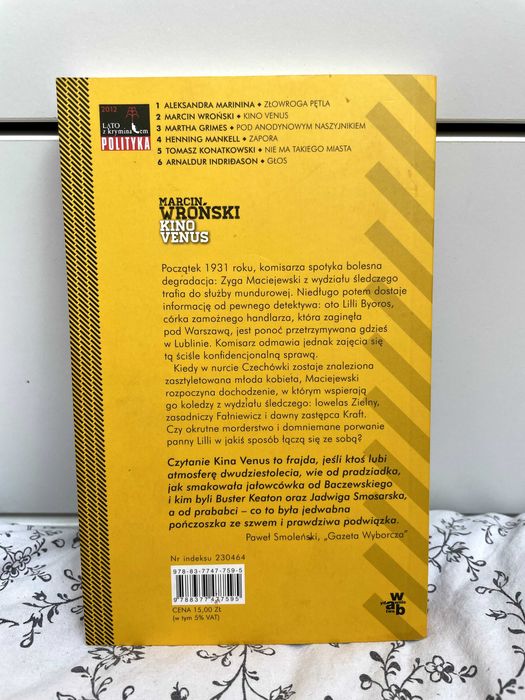 2012
LATO
z kryminałem
POLITYKA
1 ALEKSANDRA MARININA ◆ ZŁOWROGA PĘTLA
2 MARCIN WROŃSKI ◆ KINO VENUS
3 MARTHA GRIMES ◆ POD ANODYNOWYM NASZYJNIKIEM
4 HENNING MANKELL ◆ ZAPORA
5 TOMASZ KONATKOWSKI ◆ NIE MA TAKIEGO MIASTA
6 ARNALDUR INDRIÐASON ◆ GŁOS
MARCIN
WROŃSKI
KINO
VENUS
Początek 1931 roku, komisarza spotyka bolesna
degradacja: Zyga Maciejewski z wydziału śledczego
trafia do służby mundurowej. Niedługo potem dostaje
informację od pewnego detektywa: oto Lilli Byoros,
córka zamożnego handlarza, która zaginęła
pod Warszawą, jest ponoć przetrzymywana gdzieś
w Lublinie. Komisarz odmawia jednak zajęcia się
tą ściśle konfidencjonalną sprawą.
Kiedy w nurcie Czechówki zostaje znaleziona
zasztyletowana młoda kobieta, Maciejewski
rozpoczyna dochodzenie, w którym wspierają
go koledzy z wydziału śledczego: lowelas Zielny,
zasadniczy Fałniewicz i dawny zastępca Kraft.
Czy okrutne morderstwo i domniemane porwanie
panny Lilli w jakiś sposób łączą się ze sobą?
Czytanie Kina Venus to frajda, jeśli ktoś lubi
atmosferę dwudziestolecia, wie od pradziadka,
jak smakowała jałowcówka od Baczewskiego
i kim byli Buster Keaton oraz Jadwiga Smosarska,
a od prababci – co to była jedwabna
pończoszka ze szwem i prawdziwa podwiązka.
Paweł Smoleński, „Gazeta Wyborcza”
Nr indeksu 230464
978-83-7747-759-5
9 788377 477595
CENA 15,00 ZŁ
(w tym 5% VAT)
w
a b